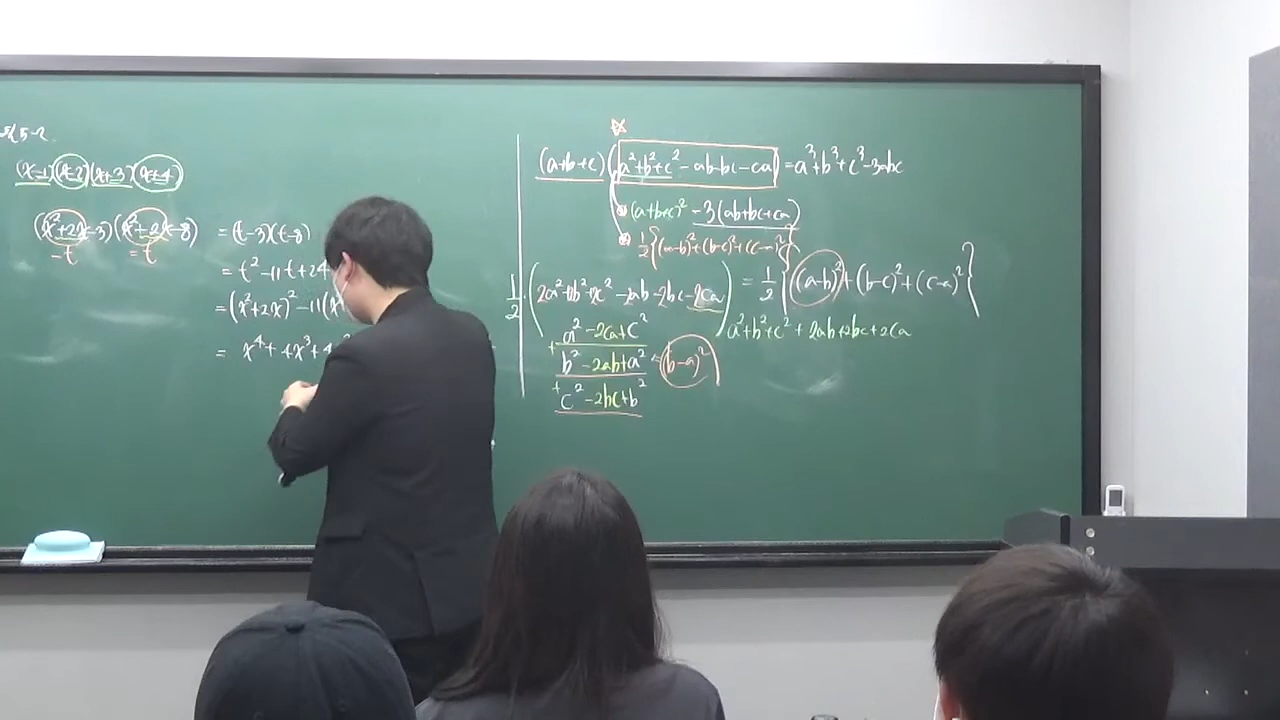 (x-1)(x-2)(x+3)(x+4)
(x²+2x-3)(x²+2x-8) = (t-3)(t-8)
=t =t
= t²-11t+24
= (x²+2x)²-11(x
= x⁴+4x³+4
☆
(a+b+c)(a²+b²+c²-ab-bc-ca) = a³+b³+c³-3abc
(a+b+c)²-3(ab+bc+ca)
1/2{(a-b)²+(b-c)²+(c-a)²}
1/2(2a²+2b²+2c²-2ab-2bc-2ca) = 1/2{(a-b)²+(b-c)²+(c-a)²}
a²-2ca+c² a²+b²+c²+2ab+2bc+2ca
+ b²-2ab+a² = (b-a)²
+ c²-2bc+b²